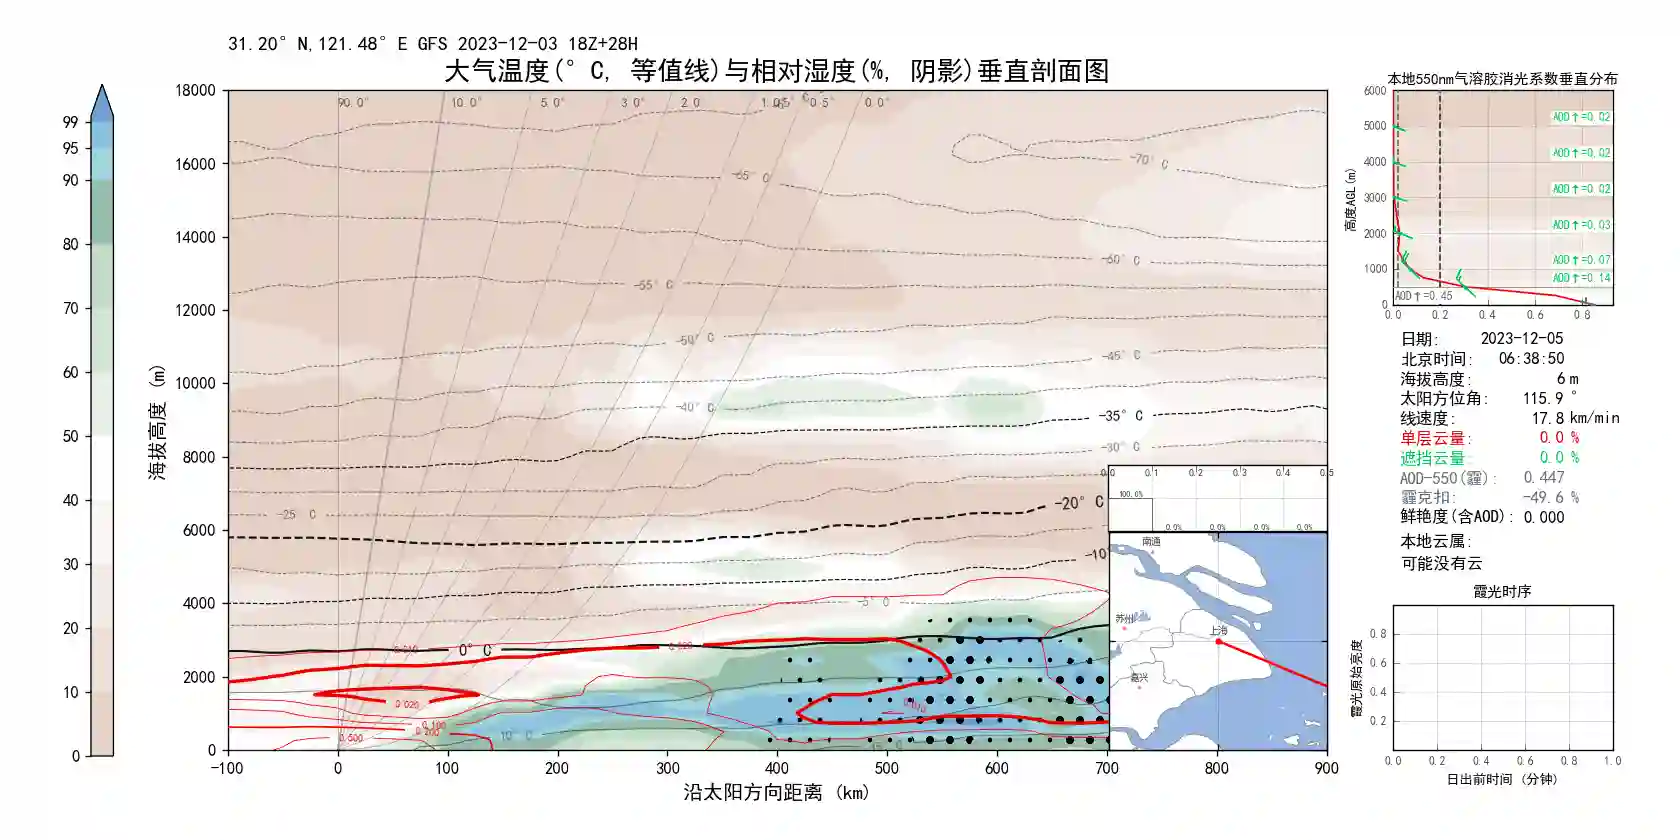 31.20° N,121.48° E GFS 2023-12-03 18Z+28H
大气温度(° C, 等值线)与相对湿度(%, 阴影)垂直剖面图
99
95
90
80
70
60
50
40
30
20
10
0
海拔高度 (m)
18000
16000
14000
12000
10000
8000
6000
4000
2000
0
90.0° 10.0° 5.0° 3.0° 2.0 0.5° 0.0°
-70° C
-65° C
-60° C
-55° C
-50° C
-45° C
-40° C
-35° C
-30° C
-25 C
-20° C
-10
-5° C
0° C
10 C
0.020
0.100
0.200
0.500
-100 0 100 200 300 400 500 600 700 800 900
沿太阳方向距离 (km)
0.0 0.1 0.2 0.3 0.4 0.5
100.0%
0.0% 0.0% 0.0% 0.0%
南通
苏州
上海
嘉兴
本地550nm气溶胶消光系数垂直分布
高度AGL(m)
6000
5000
4000
3000
2000
1000
0
AOD↑=0.02
AOD↑=0.02
AOD↑=0.02
AOD↑=0.03
AOD↑=0.07
AOD↑=0.14
AOD↑=0.45
0.0 0.2 0.4 0.6 0.8
日期: 2023-12-05
北京时间: 06:38:50
海拔高度: 6 m
太阳方位角: 115.9 °
线速度: 17.8 km/min
单层云量: 0.0 %
遮挡云量: 0.0 %
AOD-550(霾): 0.447
霾克扣: -49.6 %
鲜艳度(含AOD): 0.000
本地云属:
可能没有云
霞光时序
霞光原始亮度
0.8
0.6
0.4
0.2
0.0 0.2 0.4 0.6 0.8 1.0
日出前时间 (分钟)